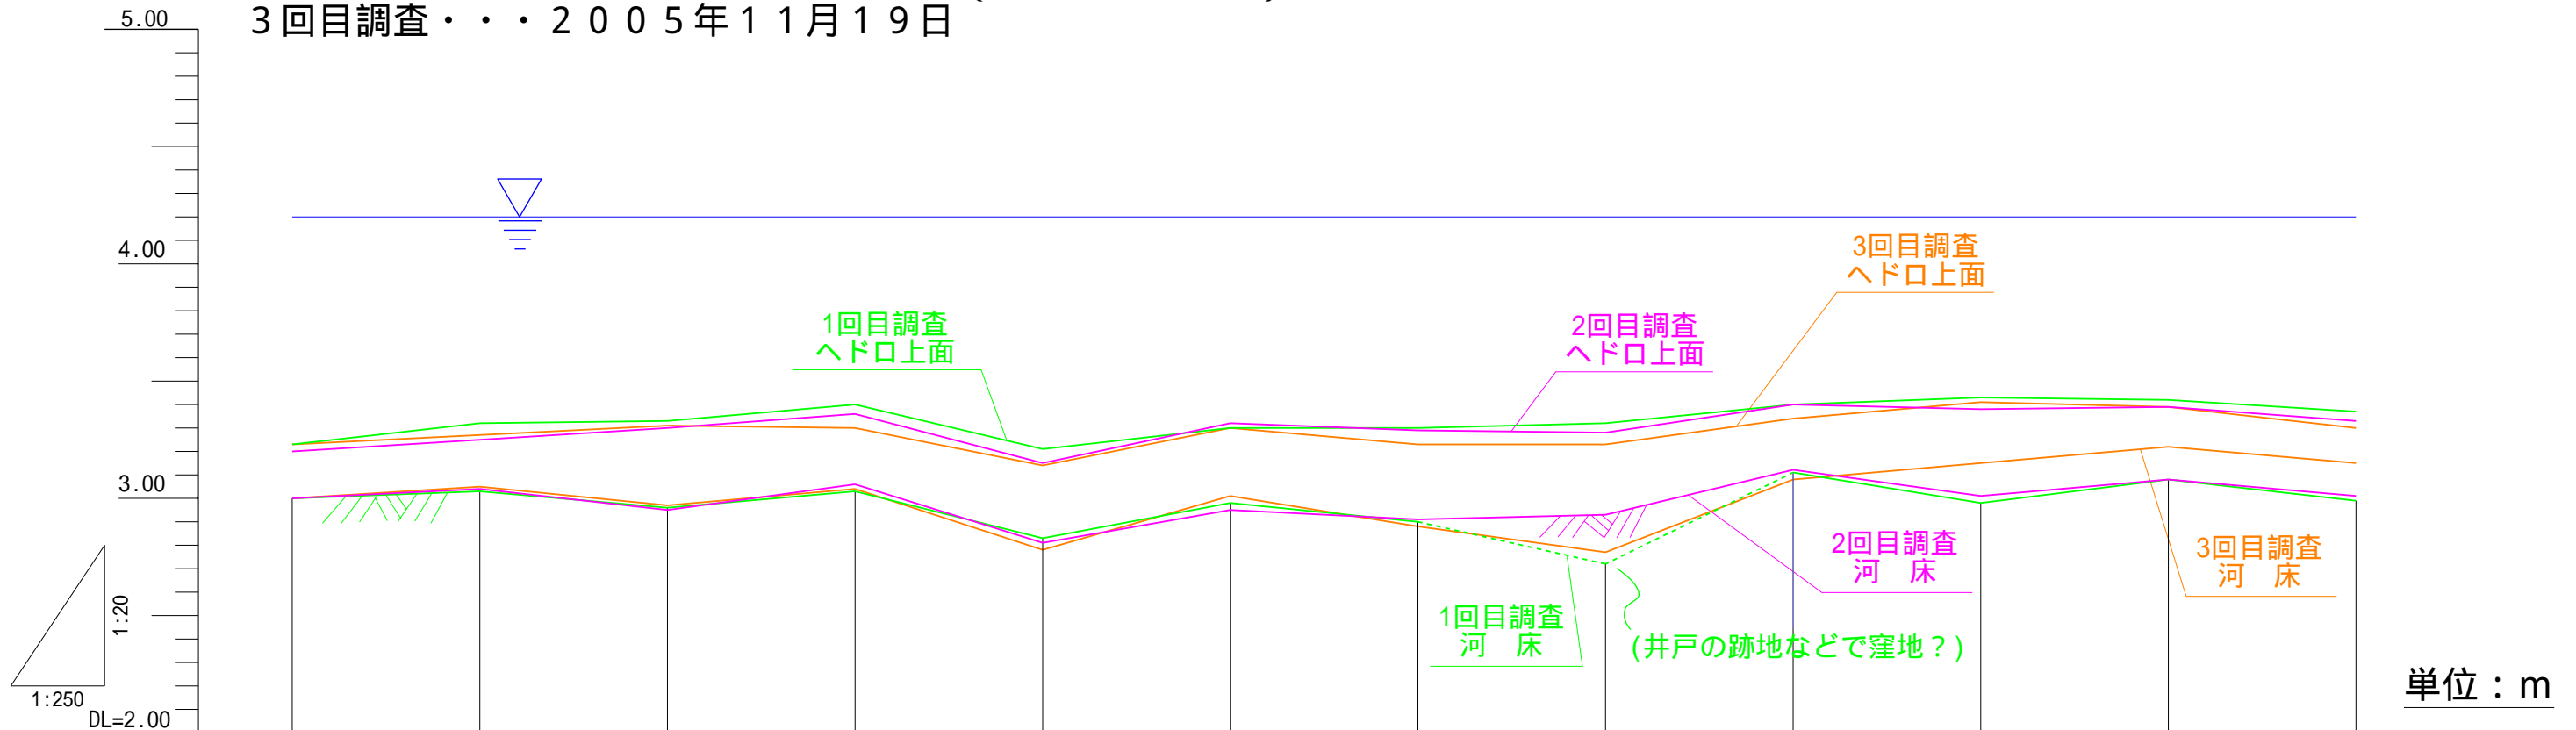 3回目調査・・・２００５年１１月１９日
5.00
4.00
3.00
DL=2.00
1:20
1:250
3回目調査
ヘドロ上面
1回目調査
ヘドロ上面
2回目調査
ヘドロ上面
2回目調査
河　床
3回目調査
河　床
1回目調査
河　床
(井戸の跡地などで窪地？)
単位：m